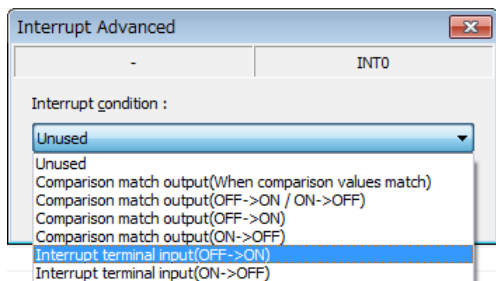 Interrupt Advanced
- INT0
Interrupt condition :
Unused
Unused
Comparison match output(When comparison values match)
Comparison match output(OFF->ON / ON->OFF)
Comparison match output(OFF->ON)
Comparison match output(ON->OFF)
Interrupt terminal input(OFF->ON)
Interrupt terminal input(ON->OFF)